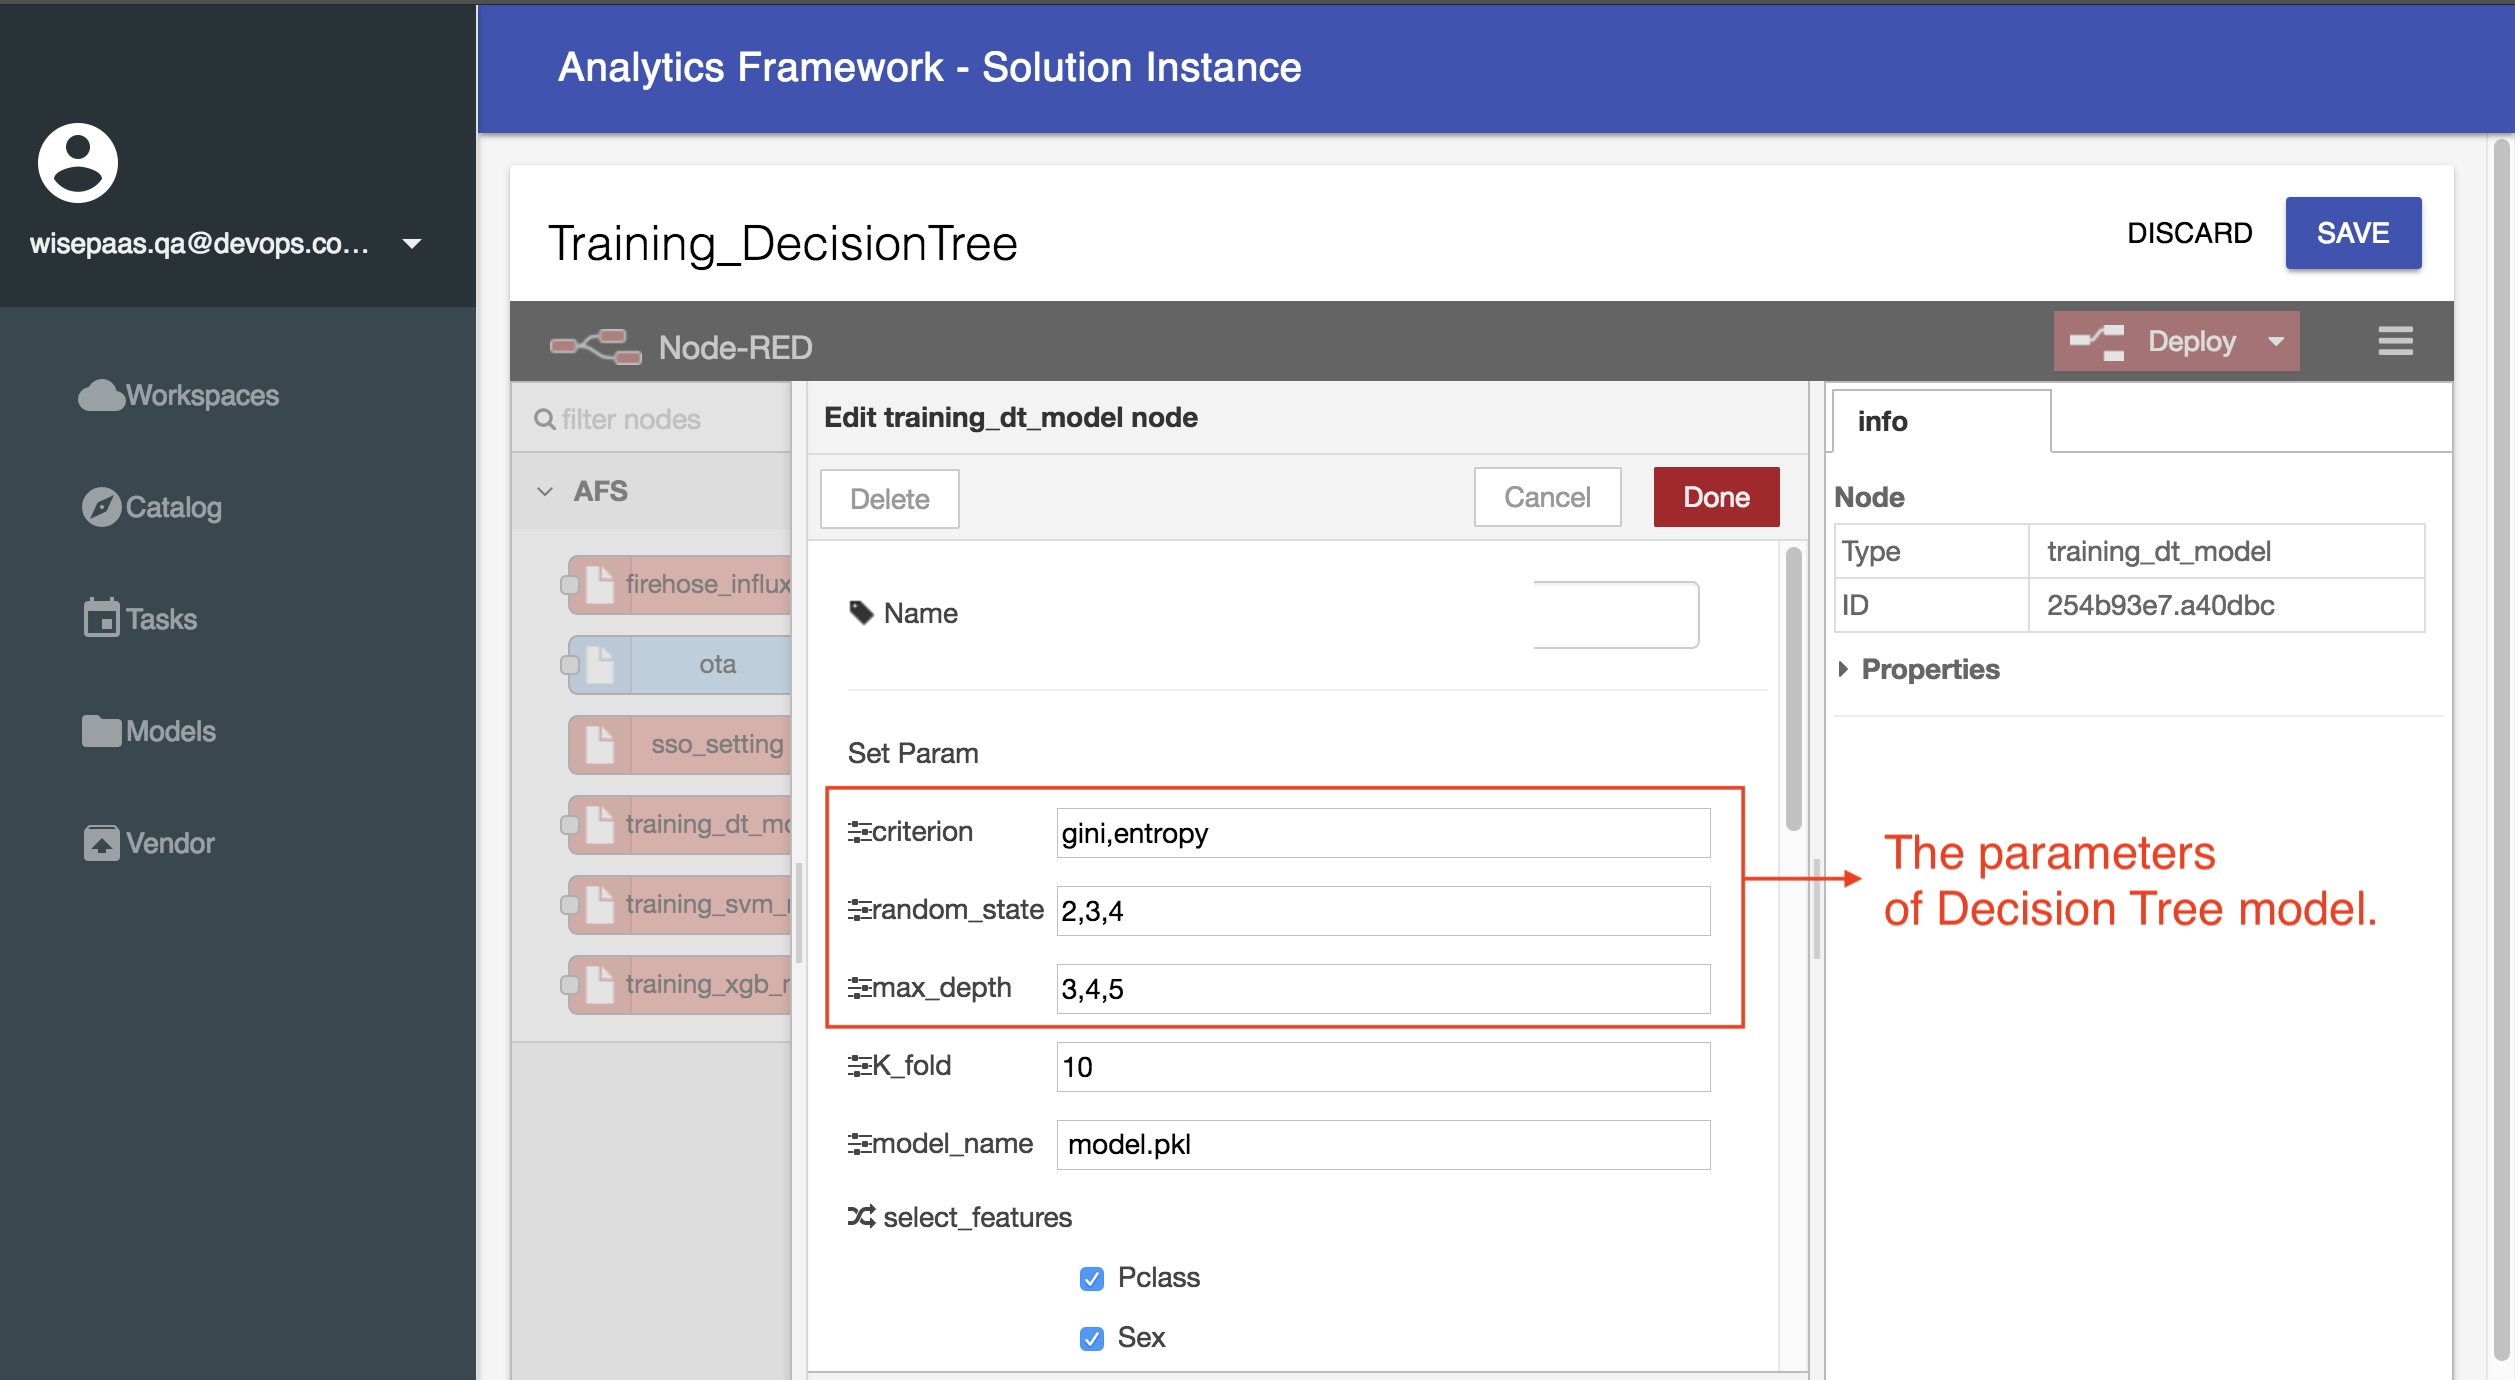 Analytics Framework - Solution Instance
wisepaas.qa@devops.co...
Workspaces
Catalog
Tasks
Models
Vendor
Training_DecisionTree
DISCARD
SAVE
Node-RED
Deploy
filter nodes
AFS
firehose_influx
ota
sso_setting
training_dt_mo
training_svm_
training_xgb_
Edit training_dt_model node
Delete
Cancel
Done
Name
Set Param
criterion gini,entropy
random_state 2,3,4
max_depth 3,4,5
K_fold 10
model_name model.pkl
select_features
Pclass
Sex
info
Node
Type training_dt_model
ID 254b93e7.a40dbc
Properties
The parameters
of Decision Tree model.